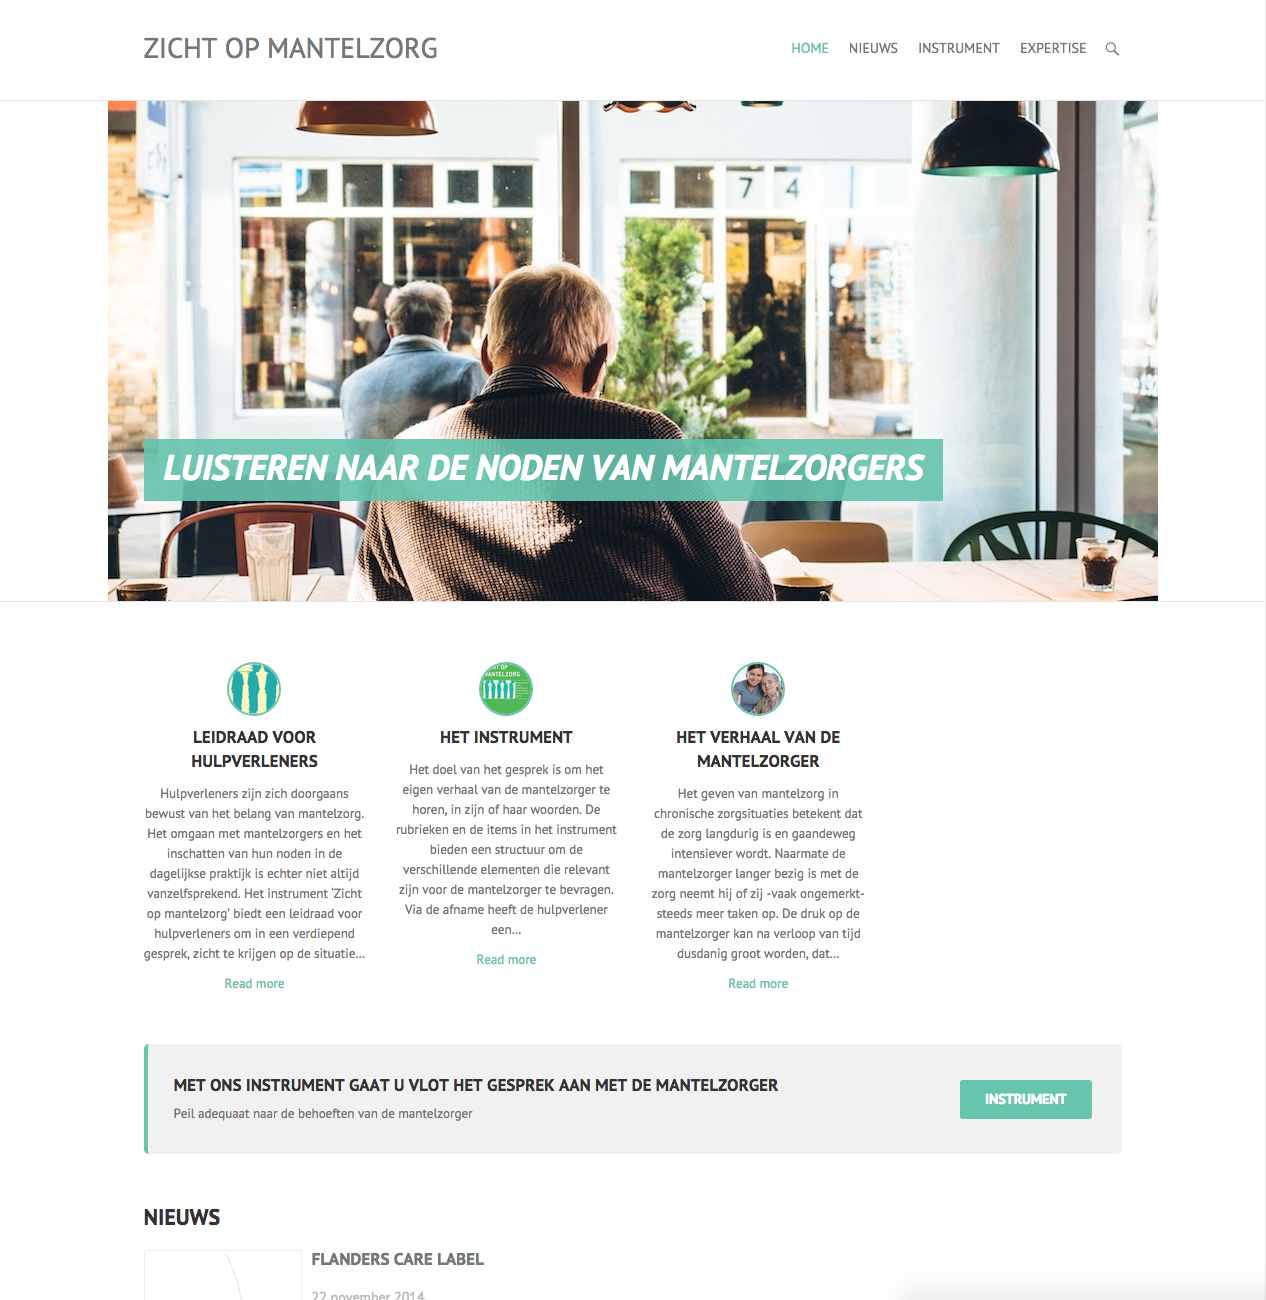 ZICHT OP MANTELZORG
HOME NIEUWS INSTRUMENT EXPERTISE
7 4
LUISTEREN NAAR DE NODEN VAN MANTELZORGERS
LEIDRAAD VOOR
HULPVERLENERS
Hulpverleners zijn zich doorgaans
bewust van het belang van mantelzorg.
Het omgaan met mantelzorgers en het
inschatten van hun noden in de
dagelijkse praktijk is echter niet altijd
vanzelfsprekend. Het instrument ‘Zicht
op mantelzorg’ biedt een leidraad voor
hulpverleners om in een verdiepend
gesprek, zicht te krijgen op de situatie...
Read more
MANTELZORG
HET INSTRUMENT
Het doel van het gesprek is om het
eigen verhaal van de mantelzorger te
horen, in zijn of haar woorden. De
rubrieken en de items in het instrument
bieden een structuur om de
verschillende elementen die relevant
zijn voor de mantelzorger te bevragen.
Via de afname heeft de hulpverlener
een...
Read more
HET VERHAAL VAN DE
MANTELZORGER
Het geven van mantelzorg in
chronische zorgsituaties betekent dat
de zorg langdurig is en gaandeweg
intensiever wordt. Naarmate de
mantelzorger langer bezig is met de
zorg neemt hij of zij -vaak ongemerkt-
steeds meer taken op. De druk op de
mantelzorger kan na verloop van tijd
dusdanig groot worden, dat...
Read more
MET ONS INSTRUMENT GAAT U VLOT HET GESPREK AAN MET DE MANTELZORGER
Peil adequaat naar de behoeften van de mantelzorger
INSTRUMENT
NIEUWS
FLANDERS CARE LABEL
22 november 2014